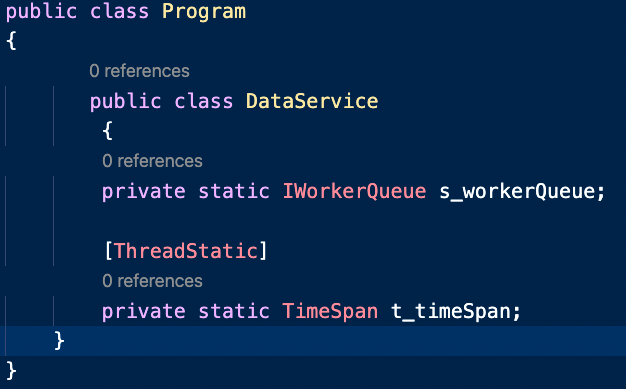 public class Program
{
0 references
public class DataService
{
0 references
private static IWorkerQueue s_workerQueue;
[ThreadStatic]
0 references
private static TimeSpan t_timeSpan;
}
}